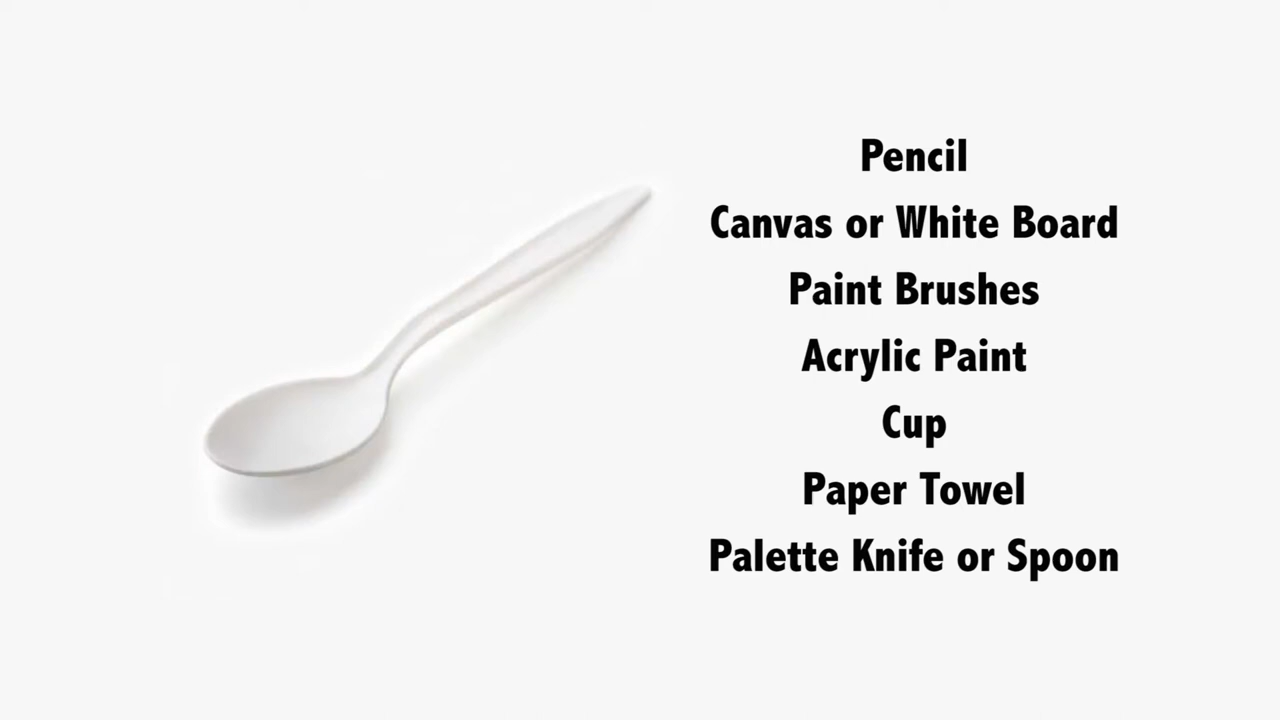 Pencil
Canvas or White Board
Paint Brushes
Acrylic Paint
Cup
Paper Towel
Palette Knife or Spoon